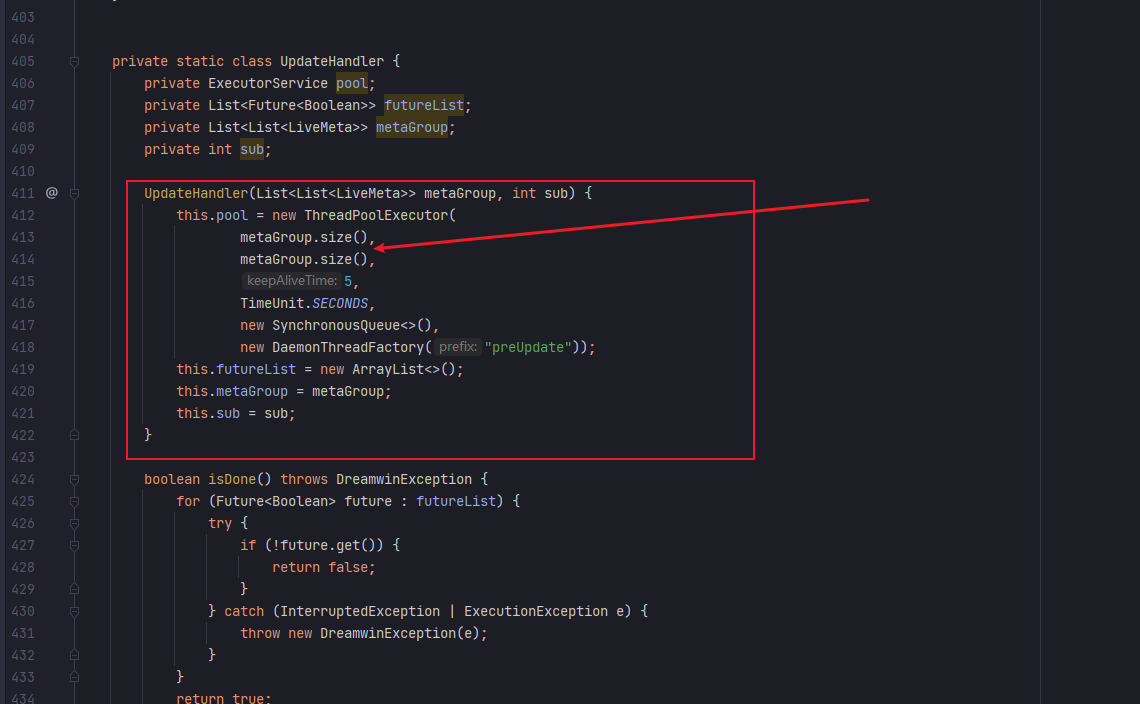 403
404
405 private static class UpdateHandler {
406 private ExecutorService pool;
407 private List<Future<Boolean>> futureList;
408 private List<List<LiveMeta>> metaGroup;
409 private int sub;
410
411 @ UpdateHandler(List<List<LiveMeta>> metaGroup, int sub) {
412 this.pool = new ThreadPoolExecutor(
413 metaGroup.size(),
414 metaGroup.size(),
415 keepAliveTime: 5,
416 TimeUnit.SECONDS,
417 new SynchronousQueue<>(),
418 new DaemonThreadFactory( prefix: "preUpdate"));
419 this.futureList = new ArrayList<>();
420 this.metaGroup = metaGroup;
421 this.sub = sub;
422 }
423
424 boolean isDone() throws DreamwinException {
425 for (Future<Boolean> future : futureList) {
426 try {
427 if (!future.get()) {
428 return false;
429 }
430 } catch (InterruptedException | ExecutionException e) {
431 throw new DreamwinException(e);
432 }
433 }
434 return true;